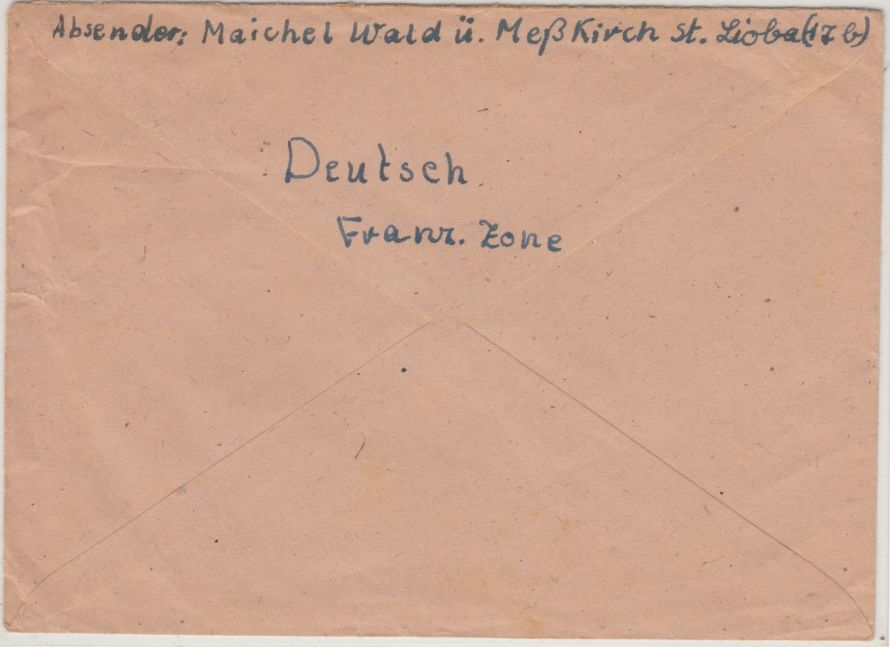 Absender: Maichel Wald ü. Meßkirch St. Lioba (17b)
Deutsch
Franz. Zone